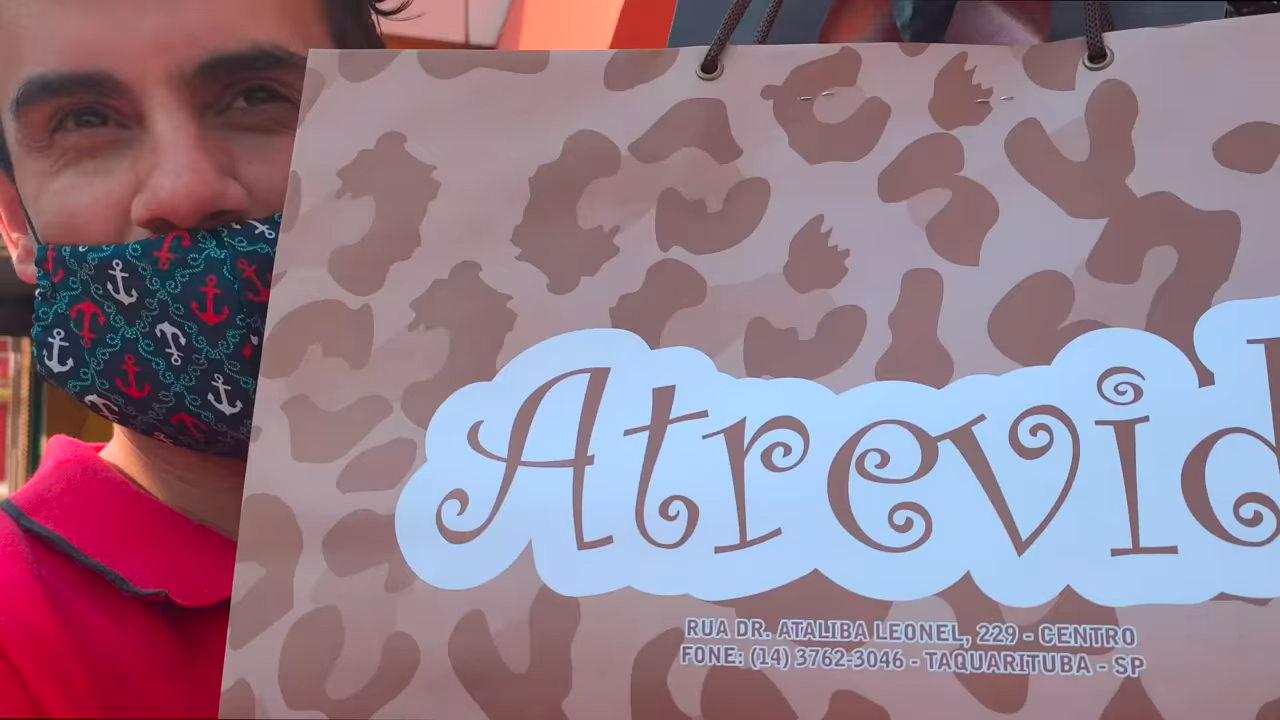 Atrevid
RUA DR. ATALIBA LEONEL, 229 - CENTRO
FONE: (14) 3762-3046 - TAQUARITUBA - SP